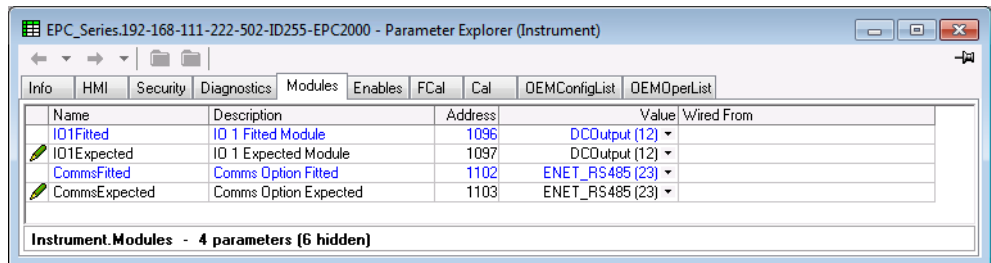 EPC_Series.192-168-111-222-502-ID255-EPC2000 - Parameter Explorer (Instrument)
Info HMI Security Diagnostics Modules Enables FCal Cal OEMConfigList OEMOperList
Name Description Address Value Wired From
IO1Fitted IO 1 Fitted Module 1096 DCOutput (12)
IO1Expected IO 1 Expected Module 1097 DCOutput (12)
CommsFitted Comms Option Fitted 1102 ENET_RS485 (23)
CommsExpected Comms Option Expected 1103 ENET_RS485 (23)
Instrument.Modules - 4 parameters (6 hidden)